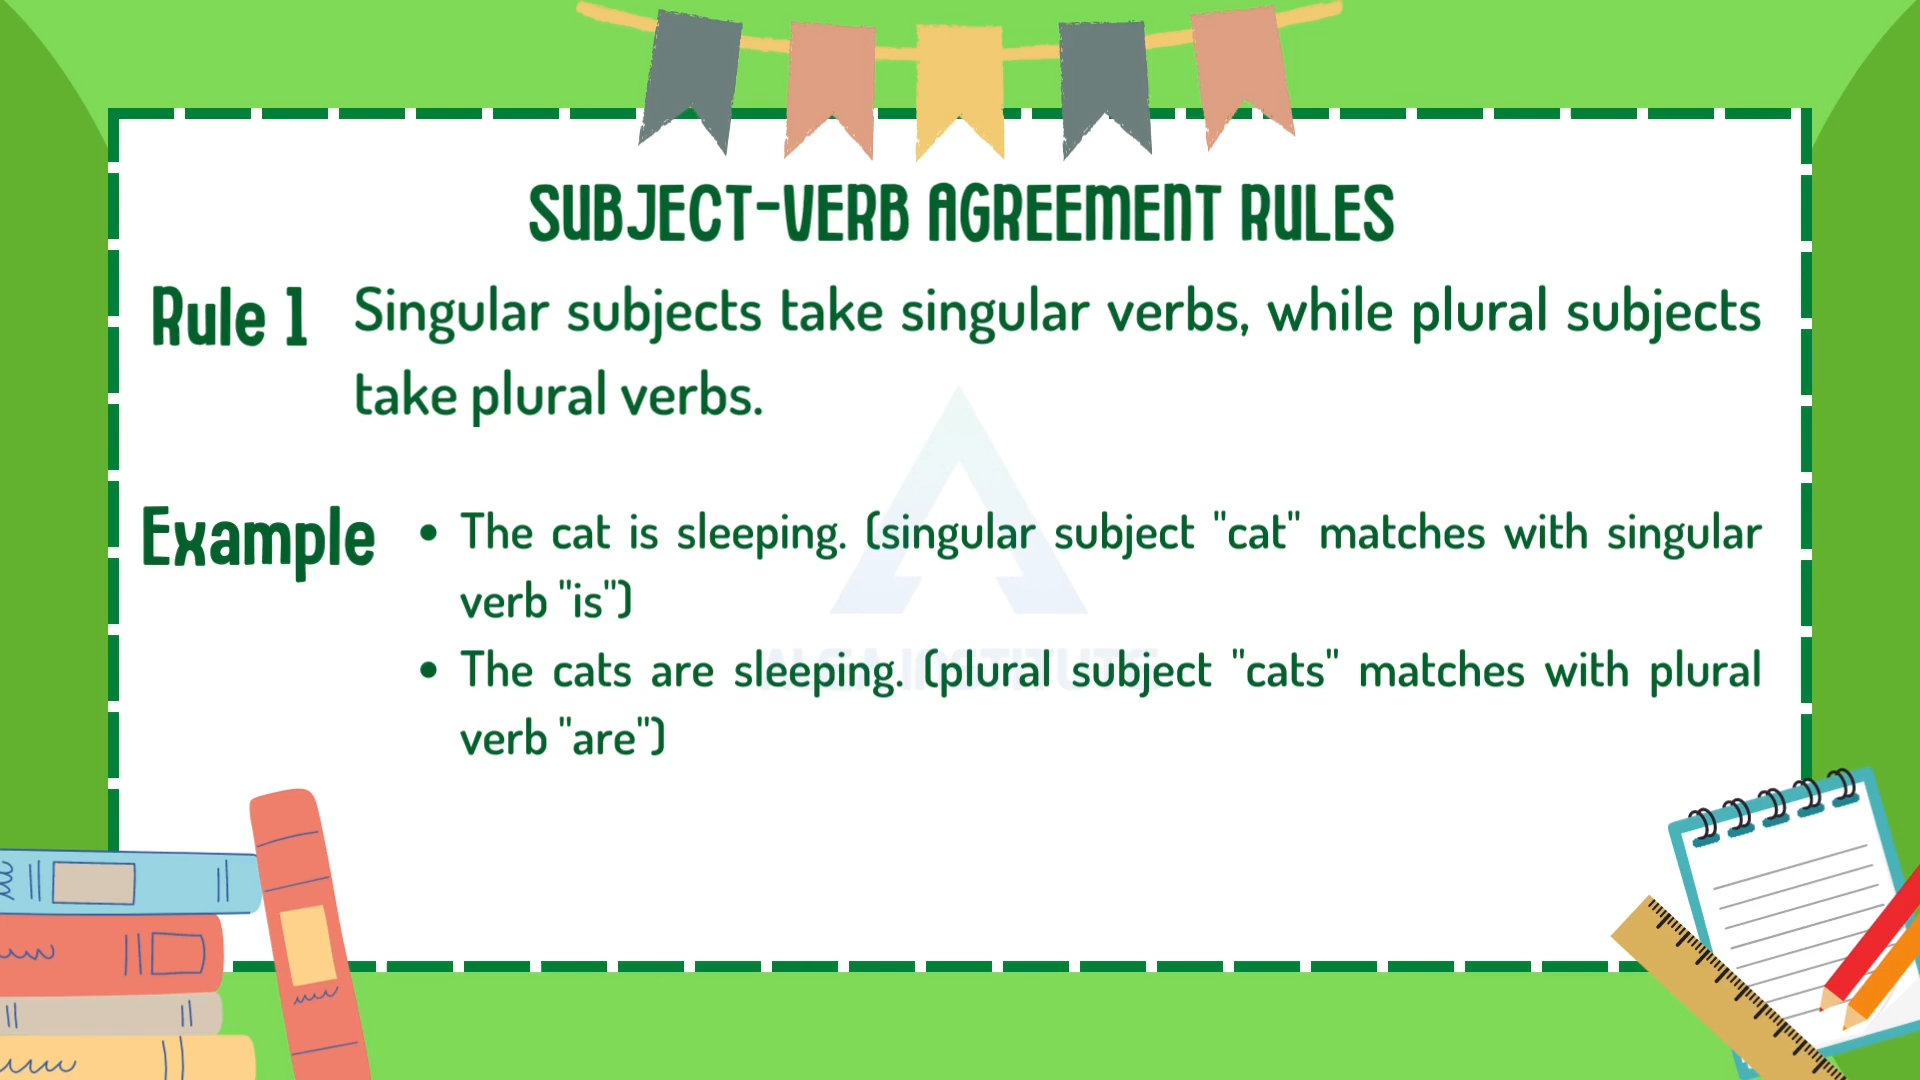 SUBJECT-VERB AGREEMENT RULES
Rule 1
Singular subjects take singular verbs, while plural subjects
take plural verbs.
Example
• The cat is sleeping. (singular subject "cat" matches with singular
verb "is")
• The cats are sleeping. (plural subject "cats" matches with plural
verb "are")